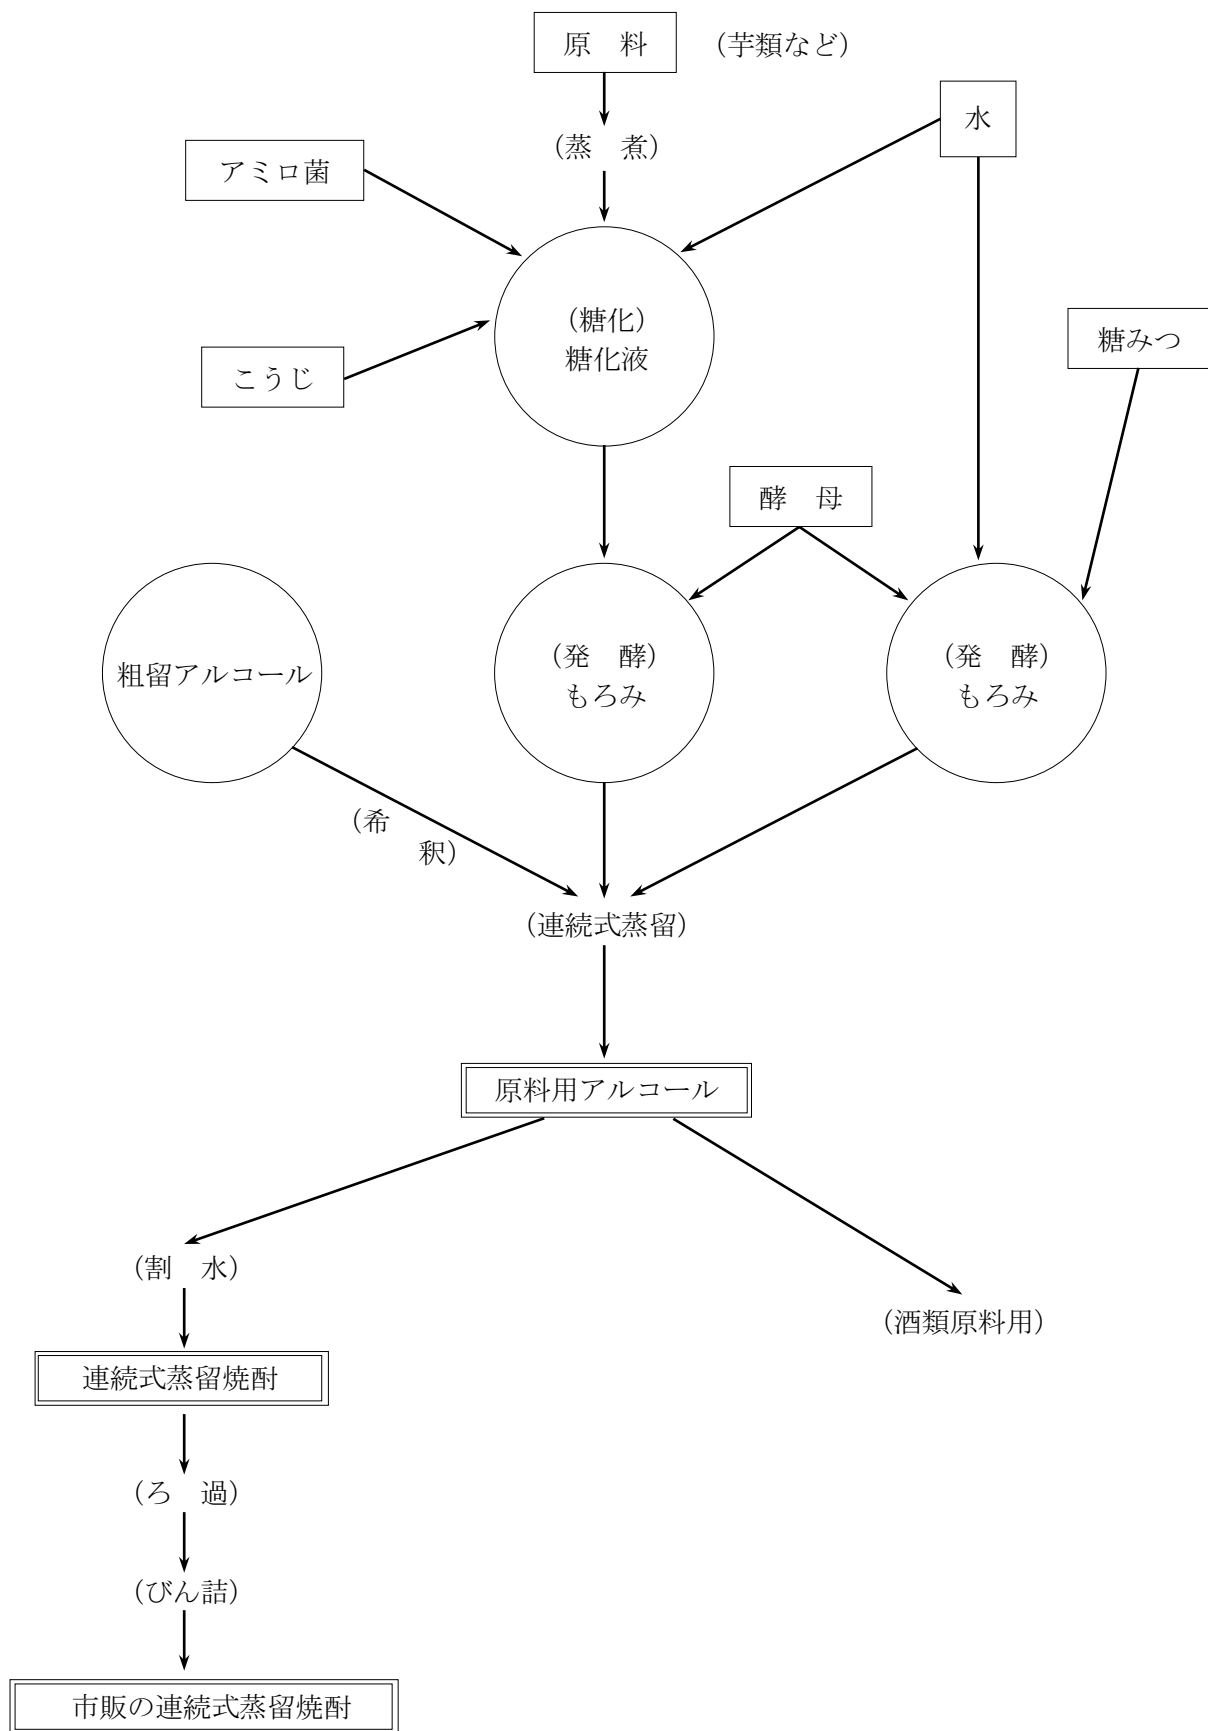 原　料
（芋類など）
水
（蒸　煮）
アミロ菌
（糖化）
糖化液
糖みつ
こうじ
酵　母
粗留アルコール
（発　酵）
もろみ
（発　酵）
もろみ
（希
釈）
（連続式蒸留）
原料用アルコール
（割　水）
（酒類原料用）
連続式蒸留焼酎
（ろ　過）
（びん詰）
市販の連続式蒸留焼酎